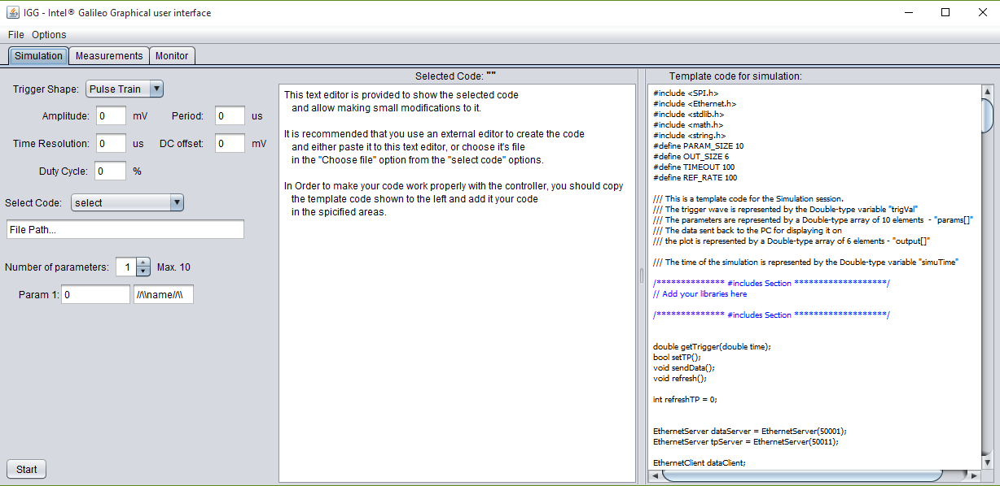 IGG - Intel® Galileo Graphical user interface
File Options
Simulation Measurements Monitor
Trigger Shape: Pulse Train
Amplitude: 0 mV Period: 0 us
Time Resolution: 0 us DC offset: 0 mV
Duty Cycle: 0 %
Select Code: select
File Path...
Number of parameters: 1 Max. 10
Param 1: 0 //\\name//\\
Start
Selected Code: ""
This text editor is provided to show the selected code
and allow making small modifications to it.
It is recommended that you use an external editor to create the code
and either paste it to this text editor, or choose it's file
in the "Choose file" option from the "select code" options.
In Order to make your code work properly with the controller, you should copy
the template code shown to the left and add it your code
in the spicified areas.
Template code for simulation:
#include <SPI.h>
#include <Ethernet.h>
#include <stdlib.h>
#include <math.h>
#include <string.h>
#define PARAM_SIZE 10
#define OUT_SIZE 6
#define TIMEOUT 100
#define REF_RATE 100
/// This is a template code for the Simulation session.
/// The trigger wave is represented by the Double-type variable "trigVal"
/// The parameters are represented by a Double-type array of 10 elements - "params[]"
/// The data sent back to the PC for displaying it on
/// the plot is represented by a Double-type array of 6 elements - "output[]"
/// The time of the simulation is represented by the Double-type variable "simuTime"
/************** #includes Section *******************/
// Add your libraries here
/************** #includes Section *******************/
double getTrigger(double time);
bool setTP();
void sendData();
void refresh();
int refreshTP = 0;
EthernetServer dataServer = EthernetServer(50001);
EthernetServer tpServer = EthernetServer(50011);
EthernetClient dataClient;